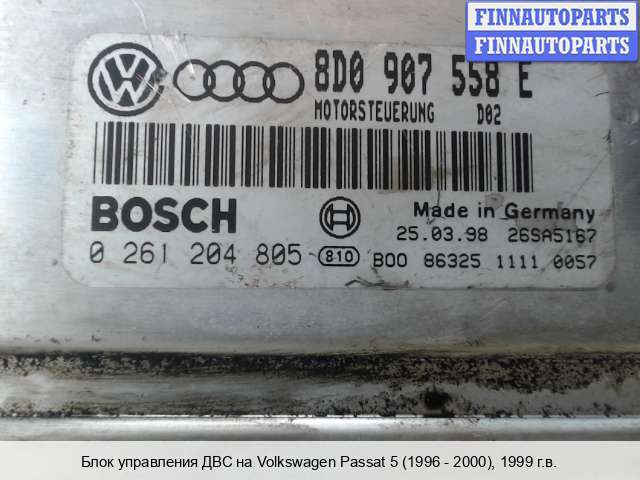 FINNAUTOPARTS
FINNAUTOPARTS
8D0 907 558 E
MOTORSTEUERUNG D02
BOSCH
Made in Germany
25.03.98 26SA5167
0 261 204 805 810 B00 86325 1111 0057
Блок управления ДВС на Volkswagen Passat 5 (1996 - 2000), 1999 г.в.